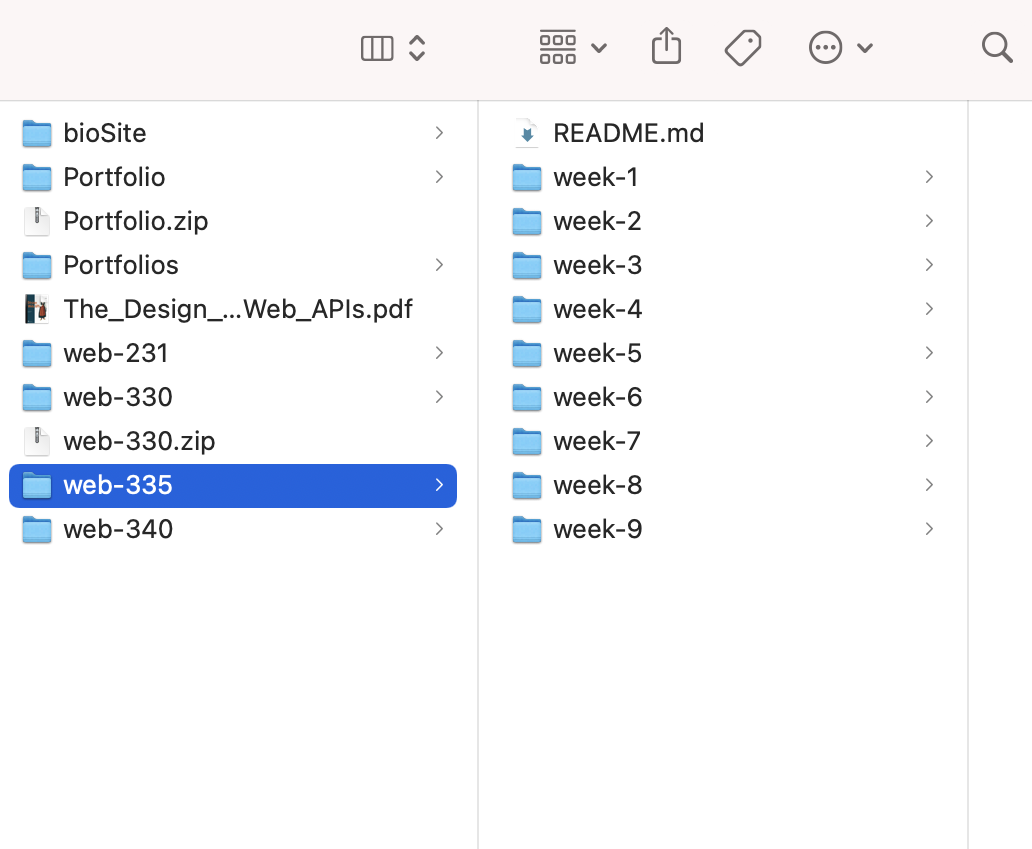 bioSite
Portfolio
Portfolio.zip
Portfolios
The_Design_...Web_APIs.pdf
web-231
web-330
web-330.zip
web-335
web-340
README.md
week-1
week-2
week-3
week-4
week-5
week-6
week-7
week-8
week-9